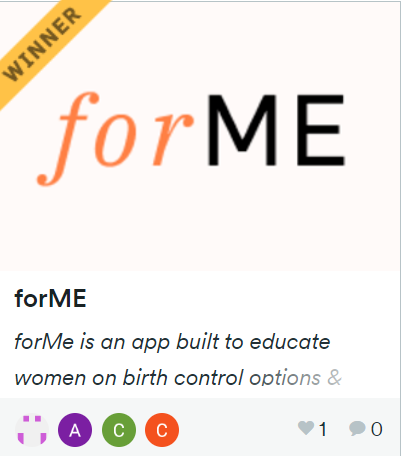 WINNER
forME
forME
forMe is an app built to educate
women on birth control options &
A C C 1 0